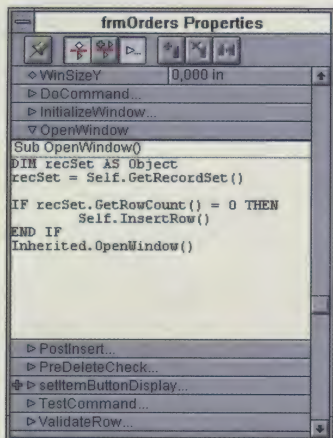 frmOrders Properties
WinSizeY 0,000 in
DoCommand...
InitializeWindow...
OpenWindow
Sub OpenWindow()
DIM recSet AS Object
recSet = Self.GetRecordSet()
IF recSet.GetRowCount() = 0 THEN
Self.InsertRow()
END IF
Inherited.OpenWindow()
PostInsert...
PreDeleteCheck...
setItemButtonDisplay...
TestCommand...
ValidateRow...